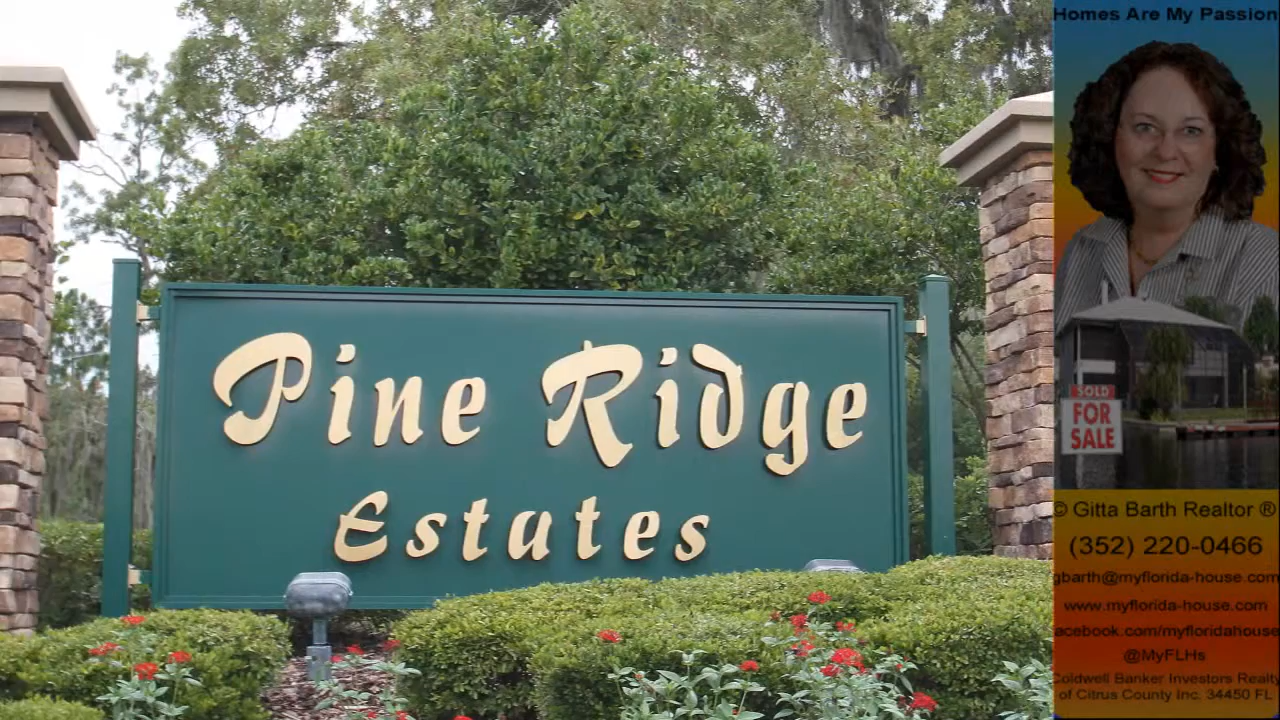 Pine Ridge
Estates
Homes Are My Passion
SOLD
FOR
SALE
© Gitta Barth Realtor ®
(352) 220-0466
gbarth@myflorida-house.com
www.myflorida-house.com
acebook.com/myfloridahouse
@MyFLHs
Coldwell Banker Investors Realty
of Citrus County Inc. 34450 FL